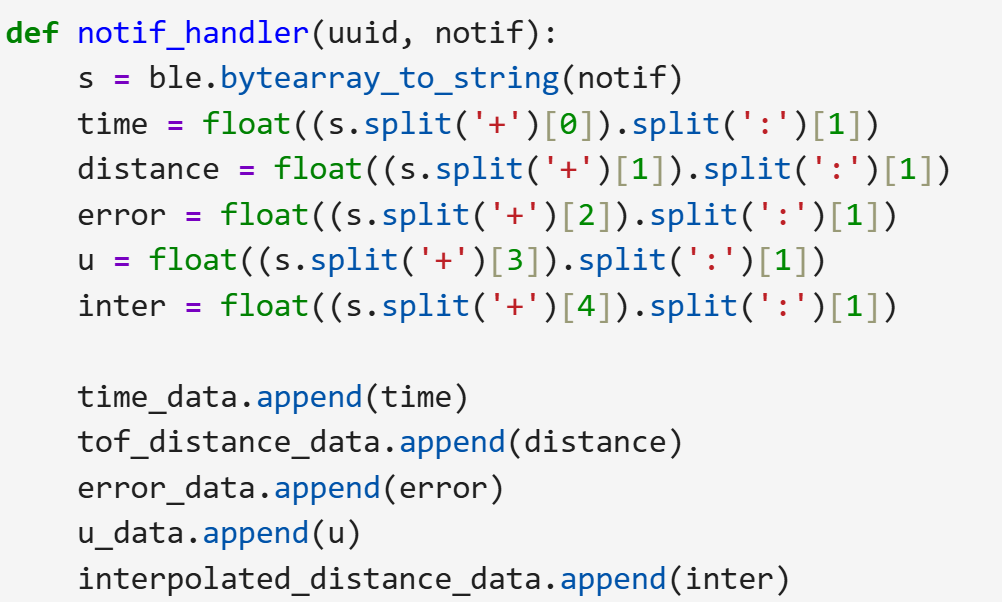 def notif_handler(uuid, notif):
    s = ble.bytearray_to_string(notif)
    time = float((s.split('+')[0]).split(':')[1])
    distance = float((s.split('+')[1]).split(':')[1])
    error = float((s.split('+')[2]).split(':')[1])
    u = float((s.split('+')[3]).split(':')[1])
    inter = float((s.split('+')[4]).split(':')[1])

    time_data.append(time)
    tof_distance_data.append(distance)
    error_data.append(error)
    u_data.append(u)
    interpolated_distance_data.append(inter)